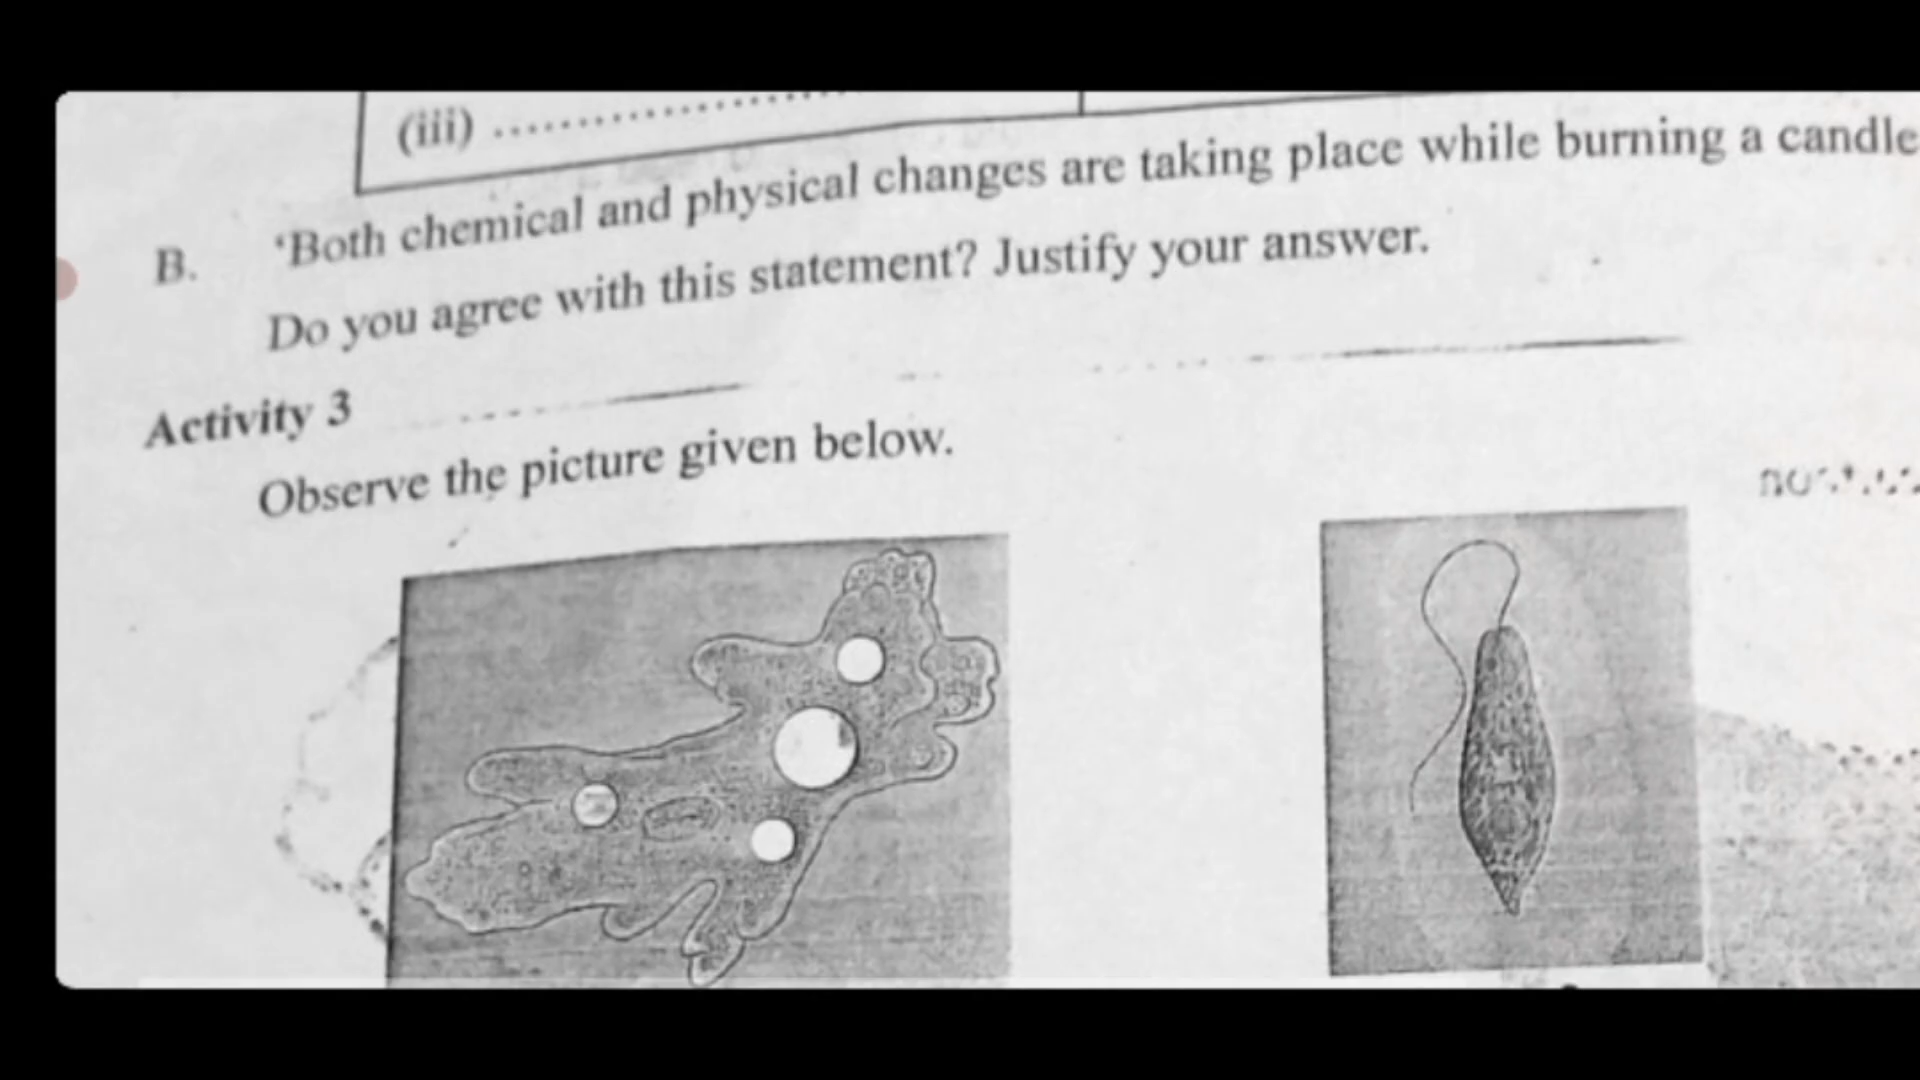 (iii) ........................
B. ‘Both chemical and physical changes are taking place while burning a candle
Do you agree with this statement? Justify your answer.
Activity 3
Observe the picture given below.